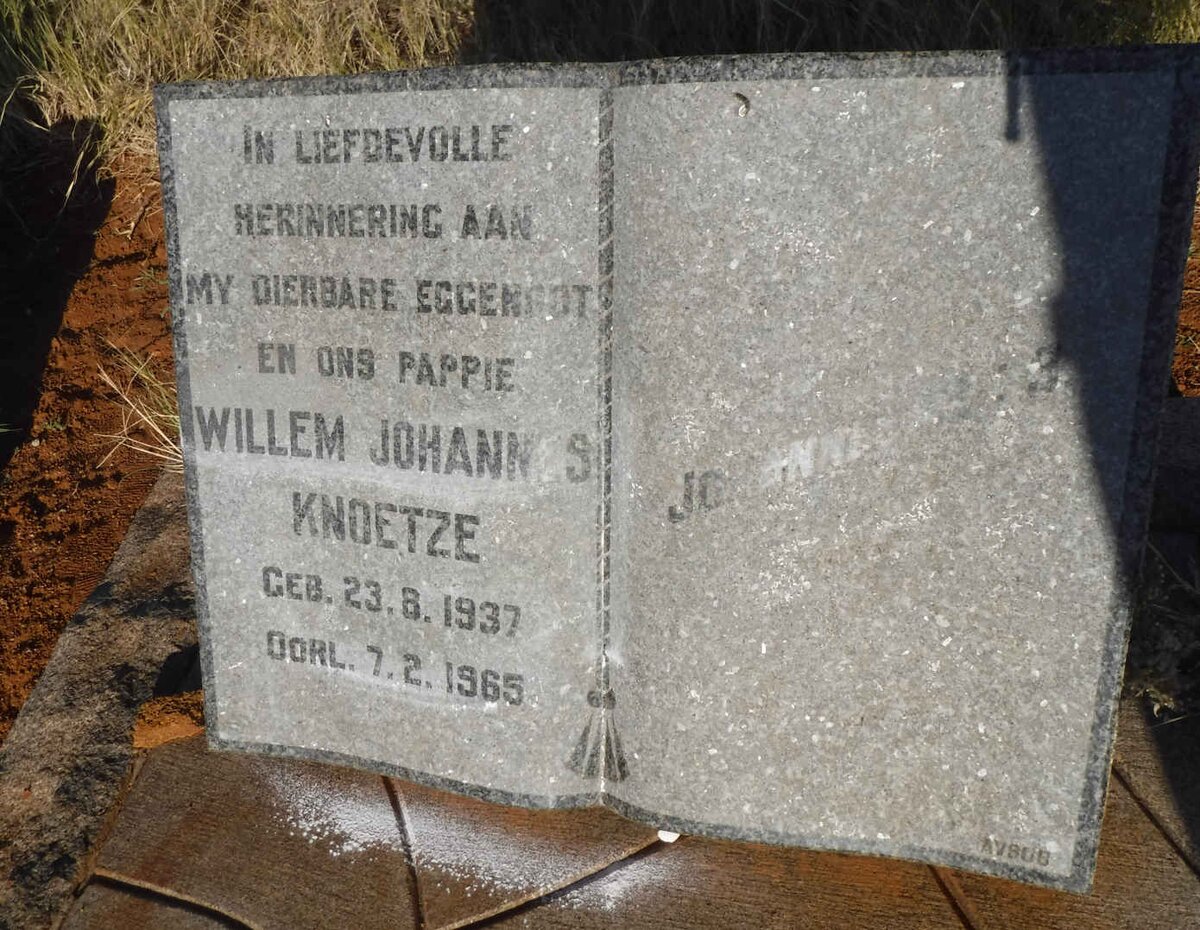 IN LIEFDEVOLLE
HERINNERING AAN
MY DIERBARE EGGENOOT
EN ONS PAPPIE
WILLEM JOHANNES
KNOETZE
GEB. 23.8.1937
OORL. 7.2.1965